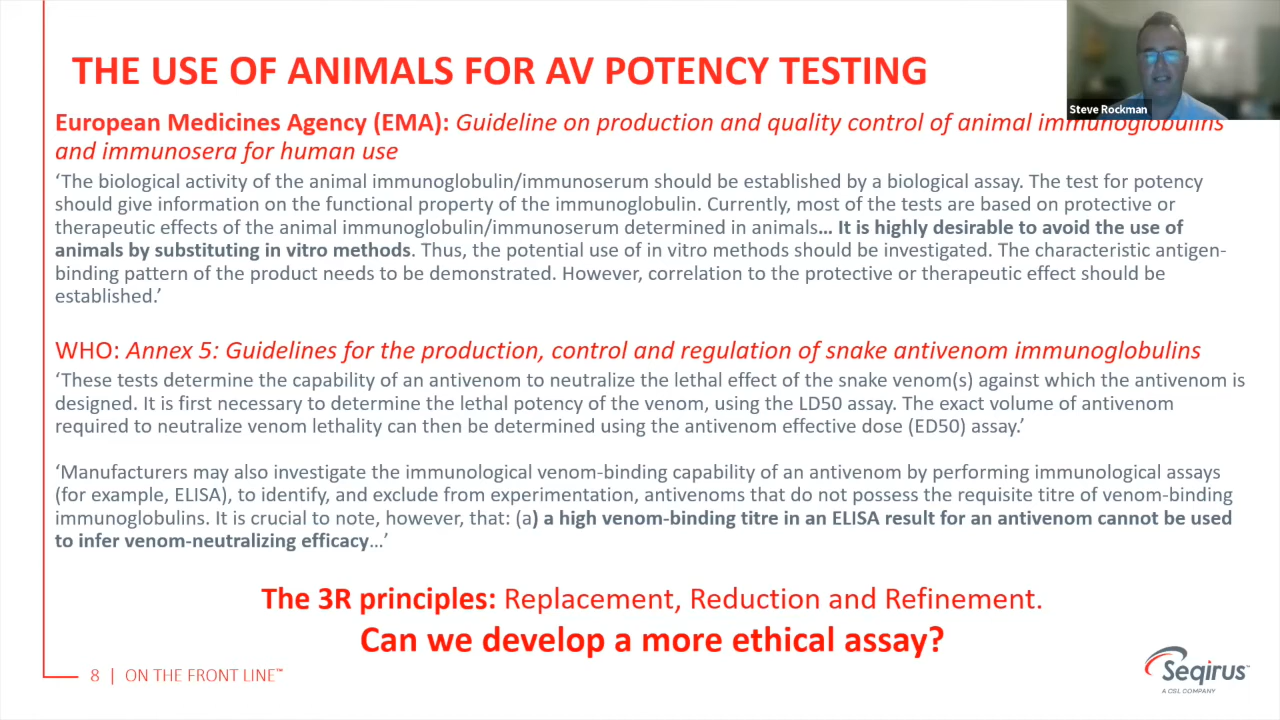 THE USE OF ANIMALS FOR AV POTENCY TESTING
Steve Rockman
European Medicines Agency (EMA): Guideline on production and quality control of animal immunoglobulins
and immunosera for human use
‘The biological activity of the animal immunoglobulin/immunoserum should be established by a biological assay. The test for potency
should give information on the functional property of the immunoglobulin. Currently, most of the tests are based on protective or
therapeutic effects of the animal immunoglobulin/immunoserum determined in animals… It is highly desirable to avoid the use of
animals by substituting in vitro methods. Thus, the potential use of in vitro methods should be investigated. The characteristic antigen-
binding pattern of the product needs to be demonstrated. However, correlation to the protective or therapeutic effect should be
established.’
WHO: Annex 5: Guidelines for the production, control and regulation of snake antivenom immunoglobulins
‘These tests determine the capability of an antivenom to neutralize the lethal effect of the snake venom(s) against which the antivenom is
designed. It is first necessary to determine the lethal potency of the venom, using the LD50 assay. The exact volume of antivenom
required to neutralize venom lethality can then be determined using the antivenom effective dose (ED50) assay.’
‘Manufacturers may also investigate the immunological venom-binding capability of an antivenom by performing immunological assays
(for example, ELISA), to identify, and exclude from experimentation, antivenoms that do not possess the requisite titre of venom-binding
immunoglobulins. It is crucial to note, however, that: (a) a high venom-binding titre in an ELISA result for an antivenom cannot be used
to infer venom-neutralizing efficacy…’
The 3R principles: Replacement, Reduction and Refinement.
Can we develop a more ethical assay?
8 | ON THE FRONT LINE™
Seqirus™
A CSL COMPANY